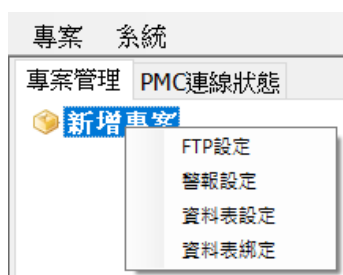 專案 系統
專案管理 PMC連線狀態
新增專案
FTP設定
警報設定
資料表設定
資料表綁定